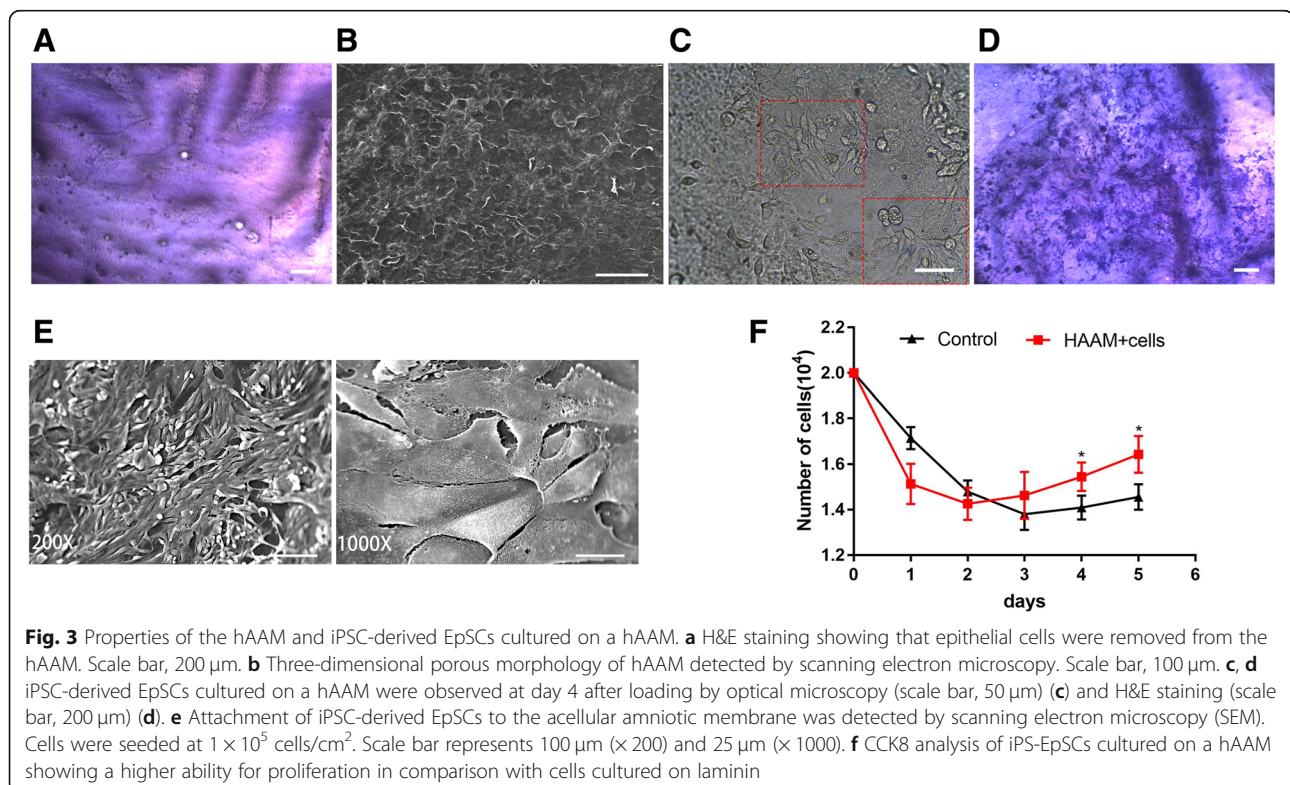 A
B
C
D
E
200X
1000X
F
Control
HAAM+cells
Number of cells(10⁴)
2.2
2.0
1.8
1.6
1.4
1.2
*
*
0 1 2 3 4 5 6
days
Fig. 3 Properties of the hAAM and iPSC-derived EpSCs cultured on a hAAM. a H&E staining showing that epithelial cells were removed from the
hAAM. Scale bar, 200 μm. b Three-dimensional porous morphology of hAAM detected by scanning electron microscopy. Scale bar, 100 μm. c, d
iPSC-derived EpSCs cultured on a hAAM were observed at day 4 after loading by optical microscopy (scale bar, 50 μm) (c) and H&E staining (scale
bar, 200 μm) (d). e Attachment of iPSC-derived EpSCs to the acellular amniotic membrane was detected by scanning electron microscopy (SEM).
Cells were seeded at 1 × 10⁵ cells/cm². Scale bar represents 100 μm (× 200) and 25 μm (× 1000). f CCK8 analysis of iPS-EpSCs cultured on a hAAM
showing a higher ability for proliferation in comparison with cells cultured on laminin